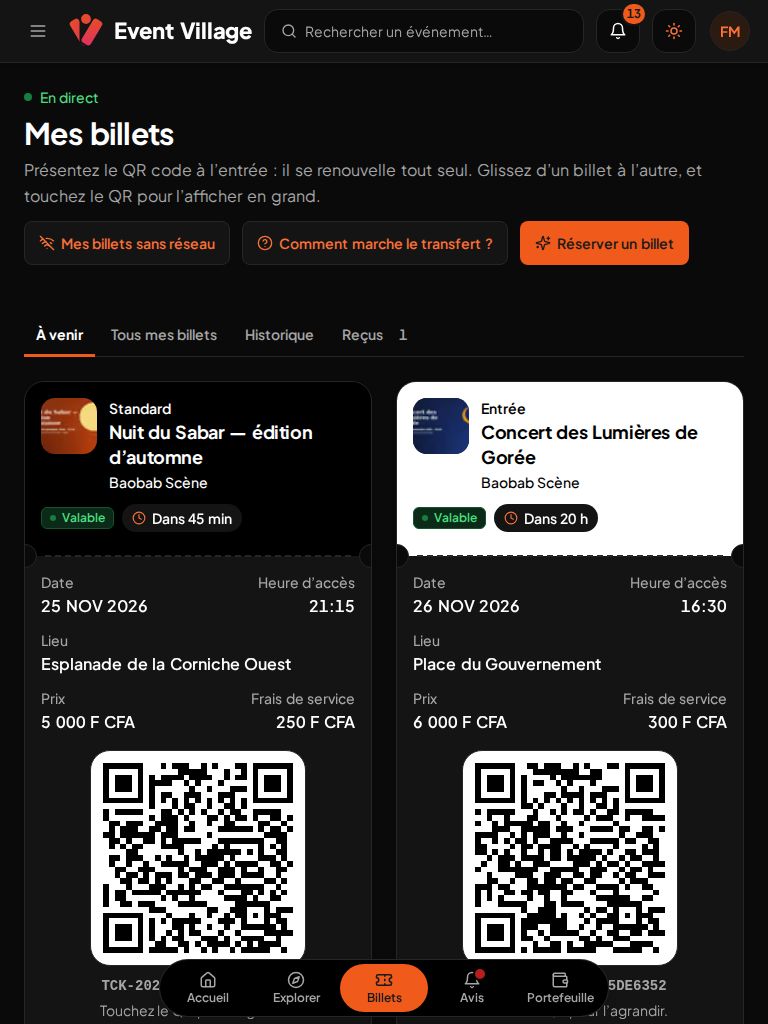 Event Village
Rechercher un événement...
13
FM
En direct
Mes billets
Présentez le QR code à l'entrée : il se renouvelle tout seul. Glissez d'un billet à l'autre, et
touchez le QR pour l'afficher en grand.
Mes billets sans réseau
Comment marche le transfert ?
Réserver un billet
À venir
Tous mes billets
Historique
Reçus 1
Standard
Nuit du Sabar — édition
d'automne
Baobab Scène
Valable
Dans 45 min
Date
Heure d'accès
25 NOV 2026
21:15
Lieu
Esplanade de la Corniche Ouest
Prix
Frais de service
5 000 F CFA
250 F CFA
TCK-202
Touchez le
Entrée
Concert des Lumières de
Gorée
Baobab Scène
Valable
Dans 20 h
Date
Heure d'accès
26 NOV 2026
16:30
Lieu
Place du Gouvernement
Prix
Frais de service
6 000 F CFA
300 F CFA
5DE6352
l'agrandir.
Accueil
Explorer
Billets
Avis
Portefeuille